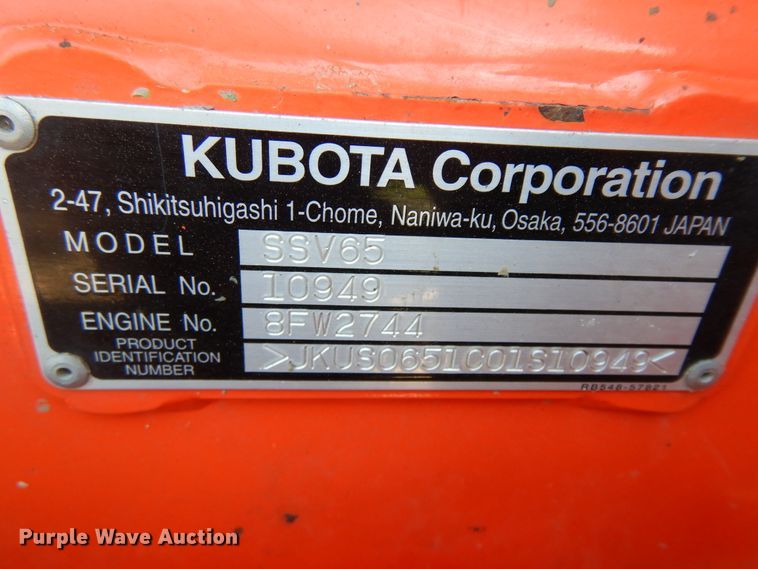 KUBOTA Corporation
2-47, Shikitsuhigashi 1-Chome, Naniwa-ku, Osaka, 556-8601 JAPAN
MODEL SSV65
SERIAL No. 10949
ENGINE No. 8FW2744
PRODUCT IDENTIFICATION NUMBER >JKUS0651C01S10949<
RB548-57821
Purple Wave Auction